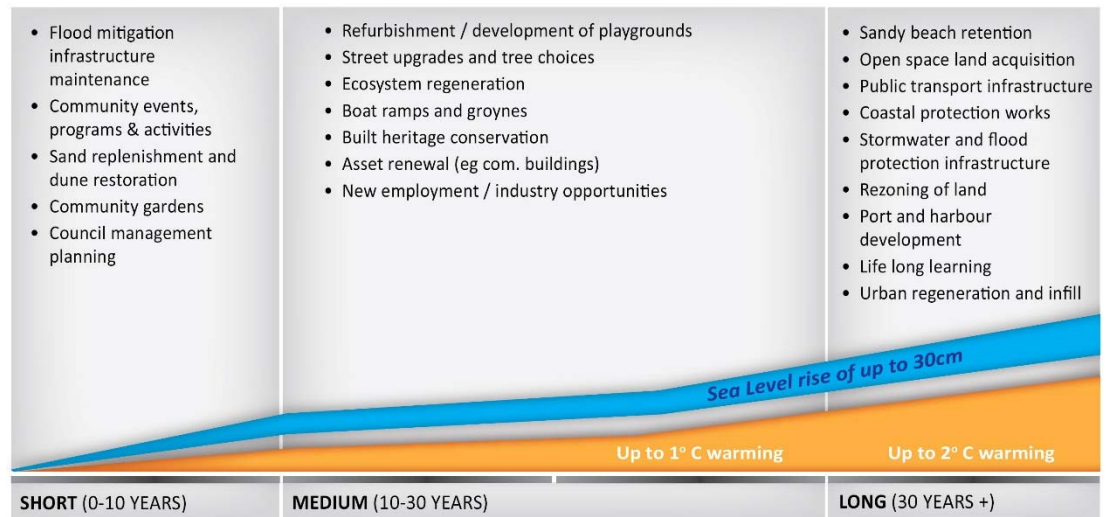 • Flood mitigation
infrastructure
maintenance
• Community events,
programs & activities
• Sand replenishment and
dune restoration
• Community gardens
• Council management
planning
• Refurbishment / development of playgrounds
• Street upgrades and tree choices
• Ecosystem regeneration
• Boat ramps and groynes
• Built heritage conservation
• Asset renewal (eg com. buildings)
• New employment / industry opportunities
• Sandy beach retention
• Open space land acquisition
• Public transport infrastructure
• Coastal protection works
• Stormwater and flood
protection infrastructure
• Rezoning of land
• Port and harbour
development
• Life long learning
• Urban regeneration and infill
Sea Level rise of up to 30cm
Up to 1° C warming
Up to 2° C warming
SHORT (0-10 YEARS)
MEDIUM (10-30 YEARS)
LONG (30 YEARS +)